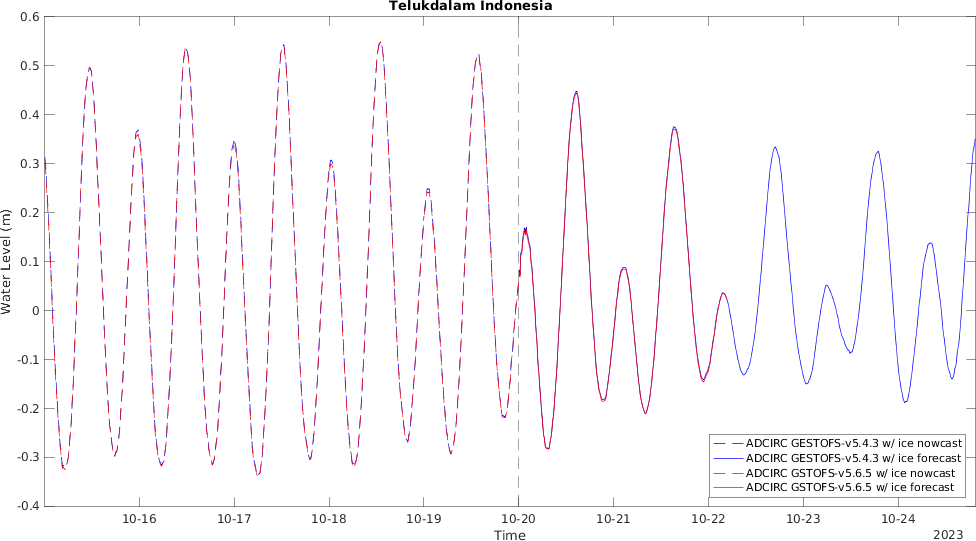 Telukdalam Indonesia
Water Level (m)
0.6
0.5
0.4
0.3
0.2
0.1
0
-0.1
-0.2
-0.3
-0.4
ADCIRC GESTOFS-v5.4.3 w/ ice nowcast
ADCIRC GESTOFS-v5.4.3 w/ ice forecast
ADCIRC GSTOFS-v5.6.5 w/ ice nowcast
ADCIRC GSTOFS-v5.6.5 w/ ice forecast
10-16 10-17 10-18 10-19 10-20 10-21 10-22 10-23 10-24
Time
2023